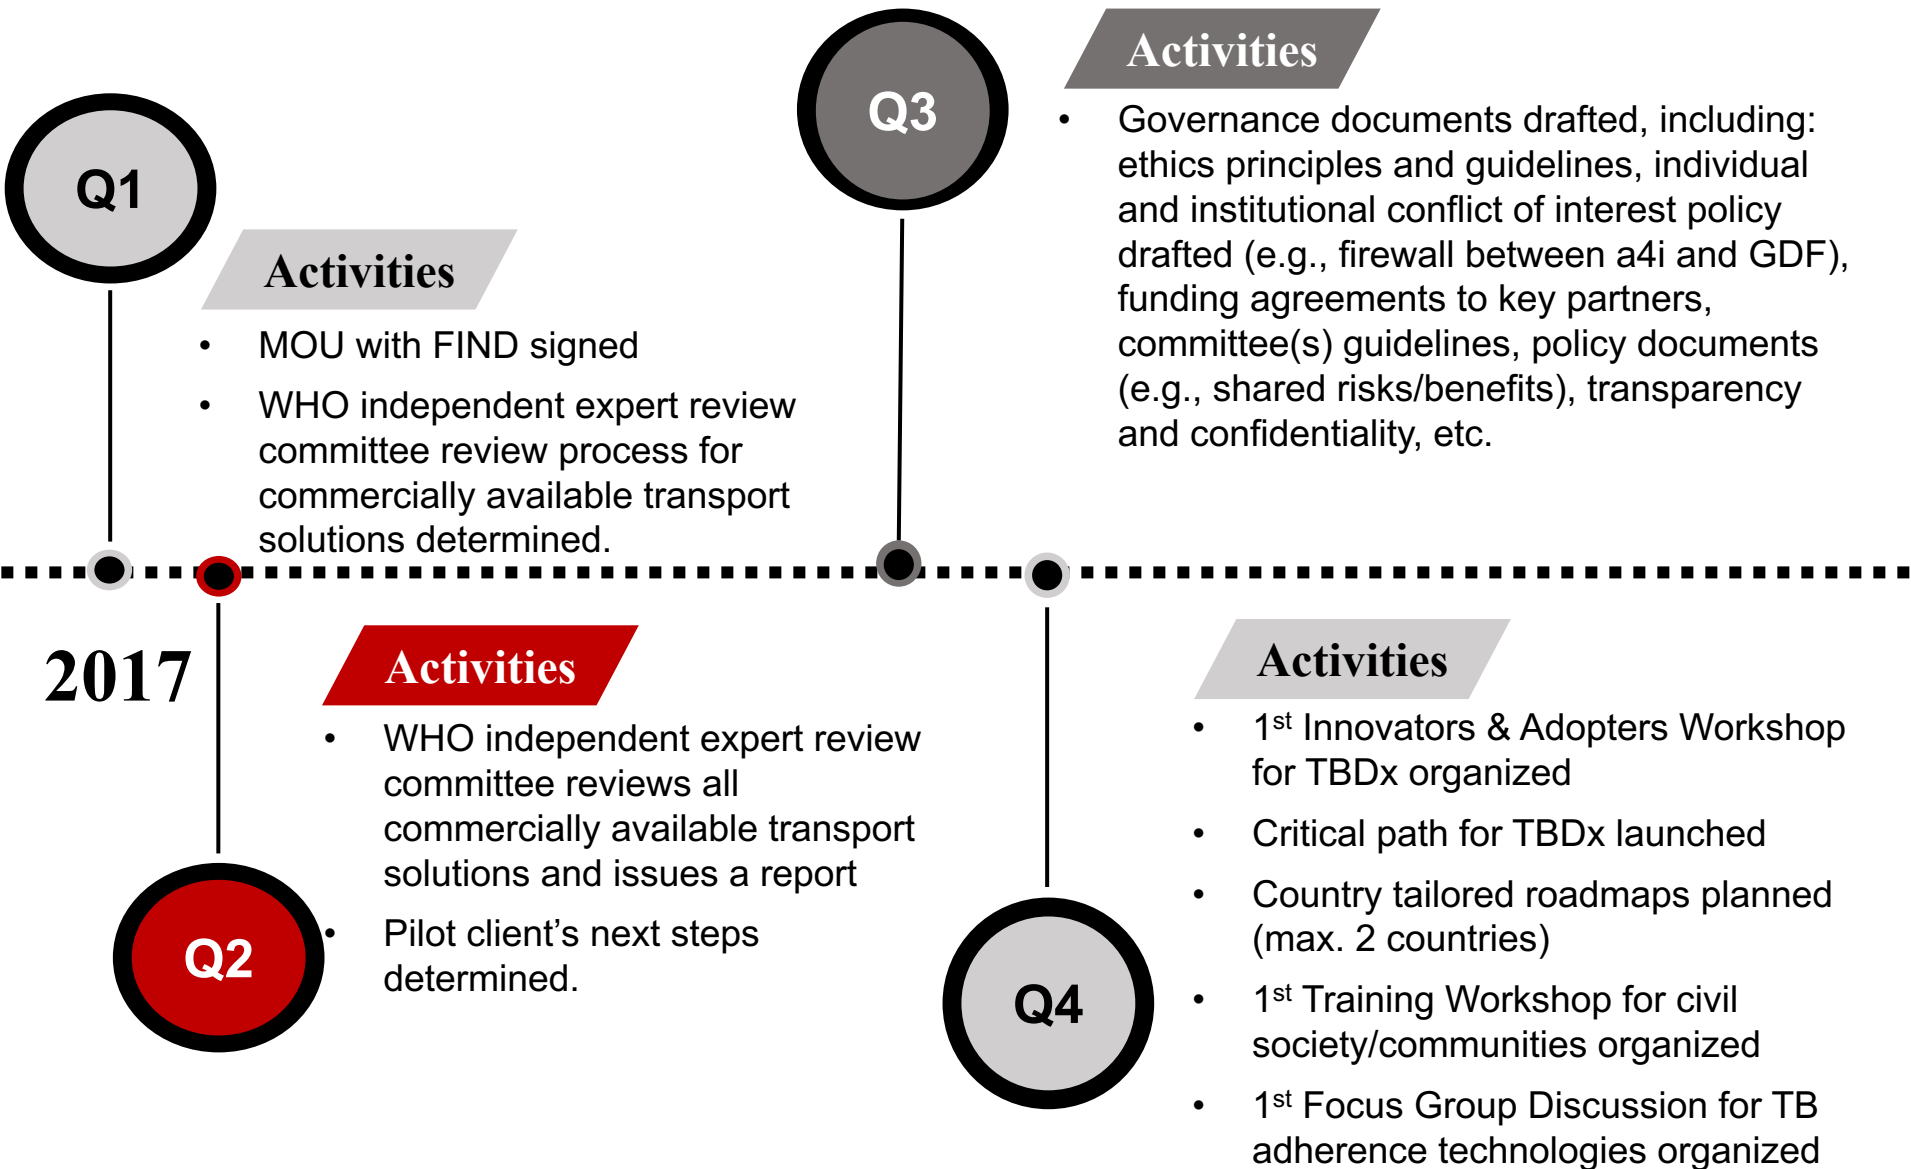 Q1
Activities
• MOU with FIND signed
• WHO independent expert review
committee review process for
commercially available transport
solutions determined.
2017
Q2
Activities
• WHO independent expert review
committee reviews all
commercially available transport
solutions and issues a report
• Pilot client's next steps
determined.
Q3
Activities
• Governance documents drafted, including:
ethics principles and guidelines, individual
and institutional conflict of interest policy
drafted (e.g., firewall between a4i and GDF),
funding agreements to key partners,
committee(s) guidelines, policy documents
(e.g., shared risks/benefits), transparency
and confidentiality, etc.
Q4
Activities
• 1st Innovators & Adopters Workshop
for TBDx organized
• Critical path for TBDx launched
• Country tailored roadmaps planned
(max. 2 countries)
• 1st Training Workshop for civil
society/communities organized
• 1st Focus Group Discussion for TB
adherence technologies organized